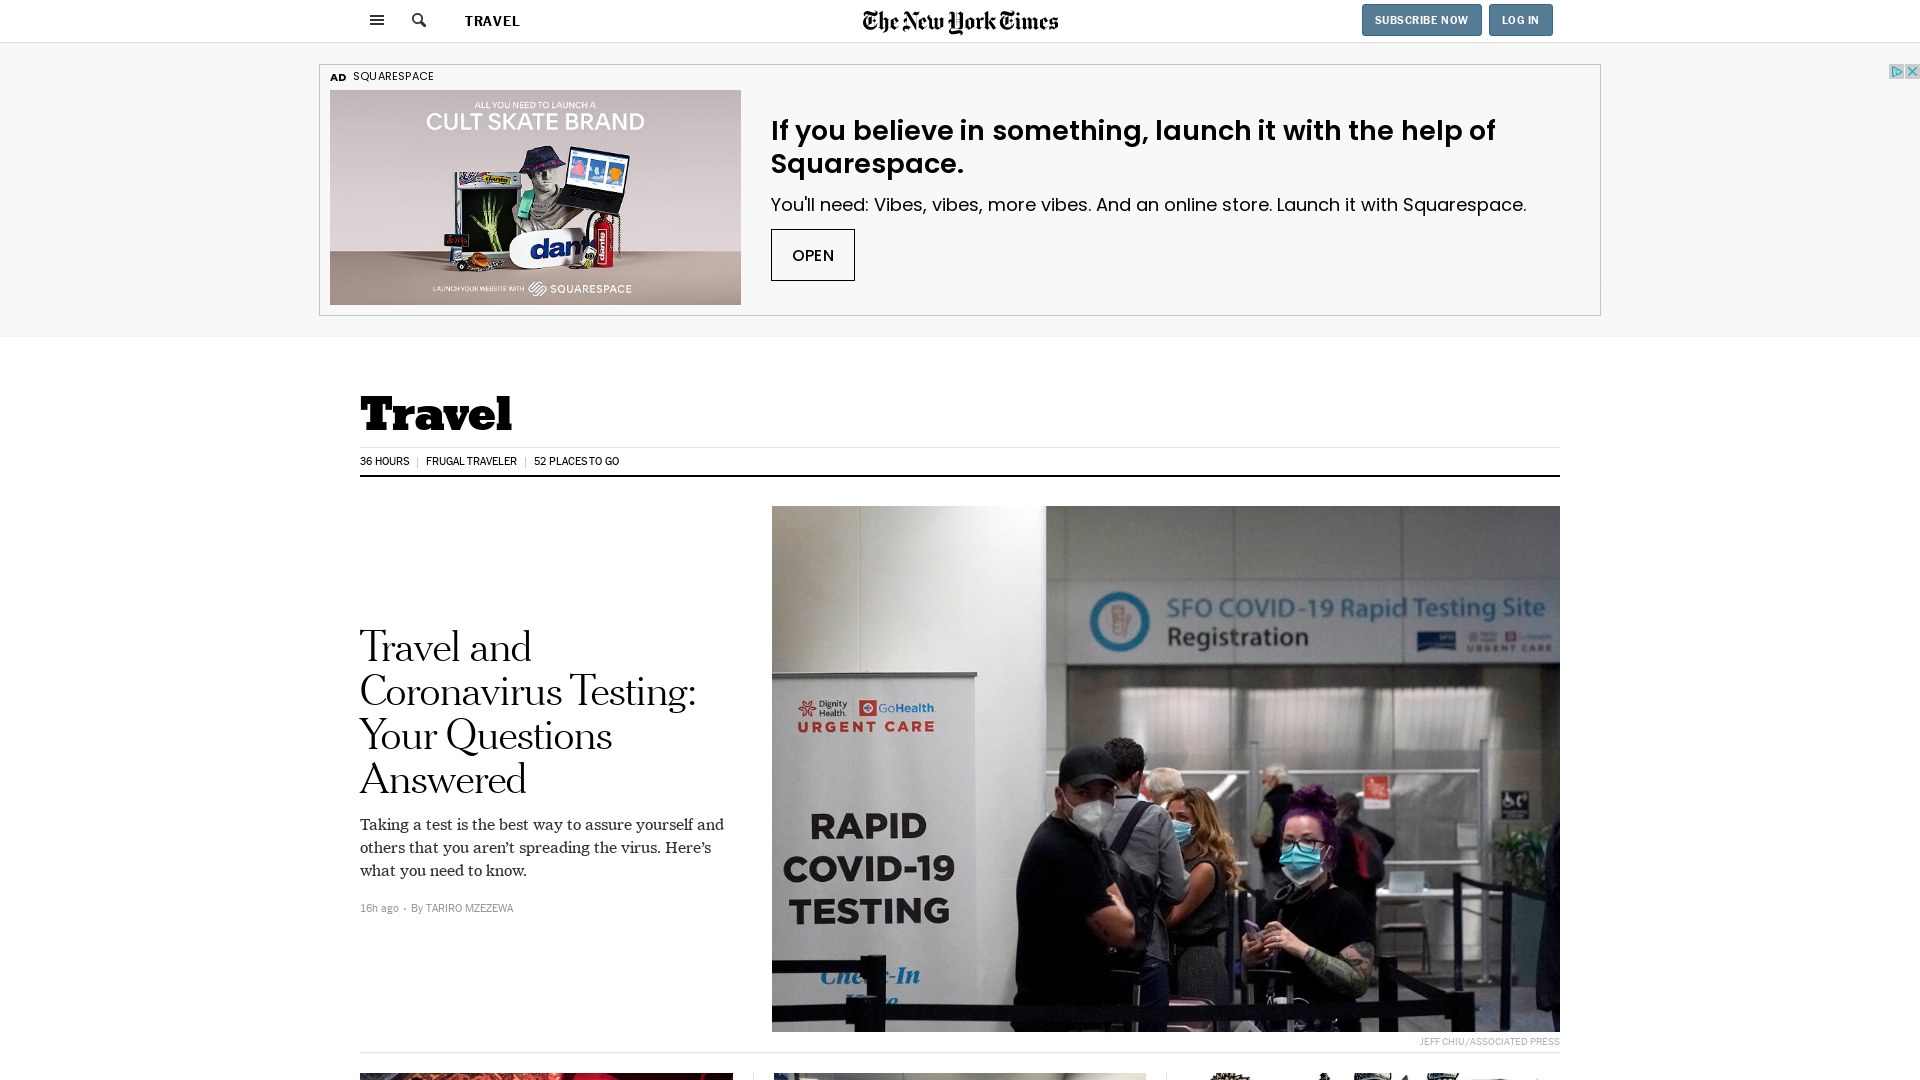 TRAVEL
The New York Times
SUBSCRIBE NOW
LOG IN
AD SQUARESPACE
ALL YOU NEED TO LAUNCH A
CULT SKATE BRAND
dante
LAUNCH YOUR WEBSITE WITH SQUARESPACE
If you believe in something, launch it with the help of
Squarespace.
You'll need: Vibes, vibes, more vibes. And an online store. Launch it with Squarespace.
OPEN
Travel
36 HOURS
FRUGAL TRAVELER
52 PLACES TO GO
Travel and
Coronavirus Testing:
Your Questions
Answered
Taking a test is the best way to assure yourself and
others that you aren’t spreading the virus. Here’s
what you need to know.
16h ago • By TARIRO MZEZEWA
SFO COVID-19 Rapid Testing Site
Registration
URGENT CARE
Dignity Health. GoHealth
URGENT CARE
RAPID
COVID-19
TESTING
Check-In
JEFF CHIU/ASSOCIATED PRESS